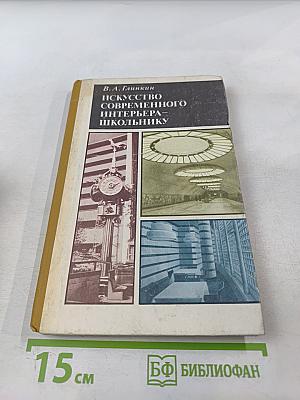 В. А. Глинкин
ИСКУССТВО
СОВРЕМЕННОГО
ИНТЕРЬЕРА–
ШКОЛЬНИКУ
15 см
БФ БИБЛИОФАН